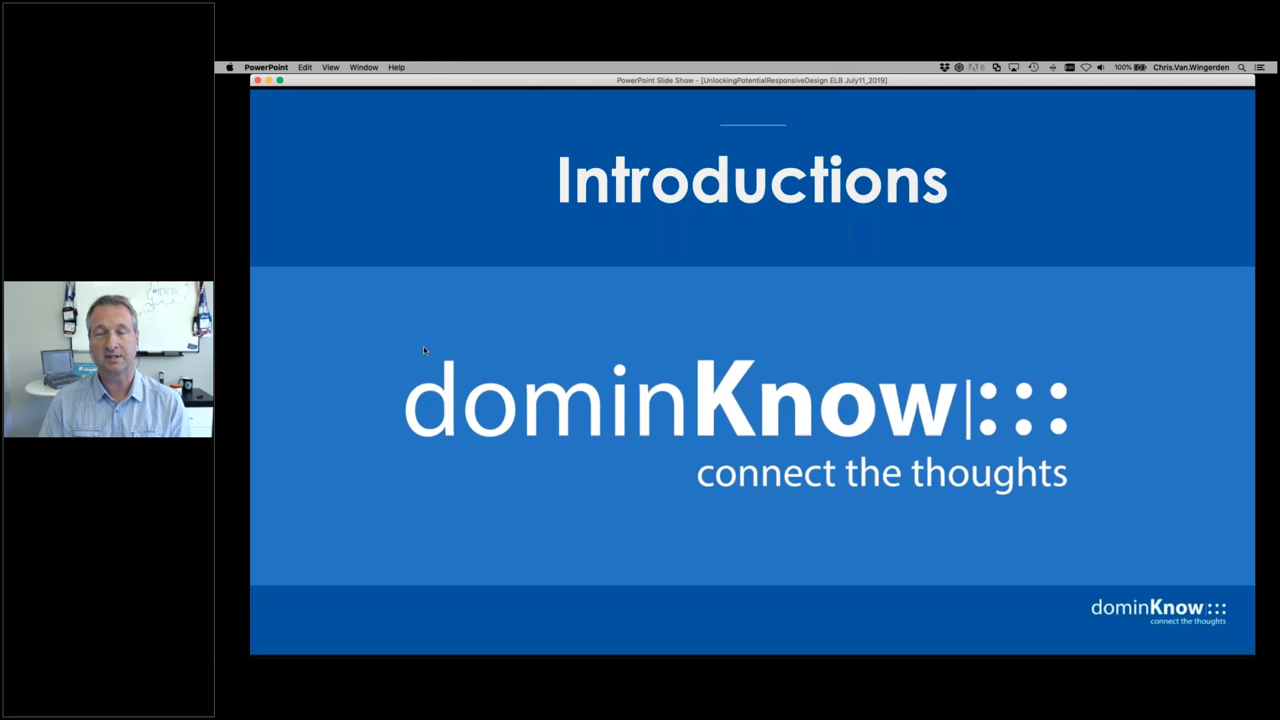 PowerPoint Edit View Window Help
100% Chris.Van.Wingerden
PowerPoint Slide Show - [UnlockingPotentialResponsiveDesign ELB July11_2019]
Introductions
dominKnow
connect the thoughts
dominKnow
connect the thoughts